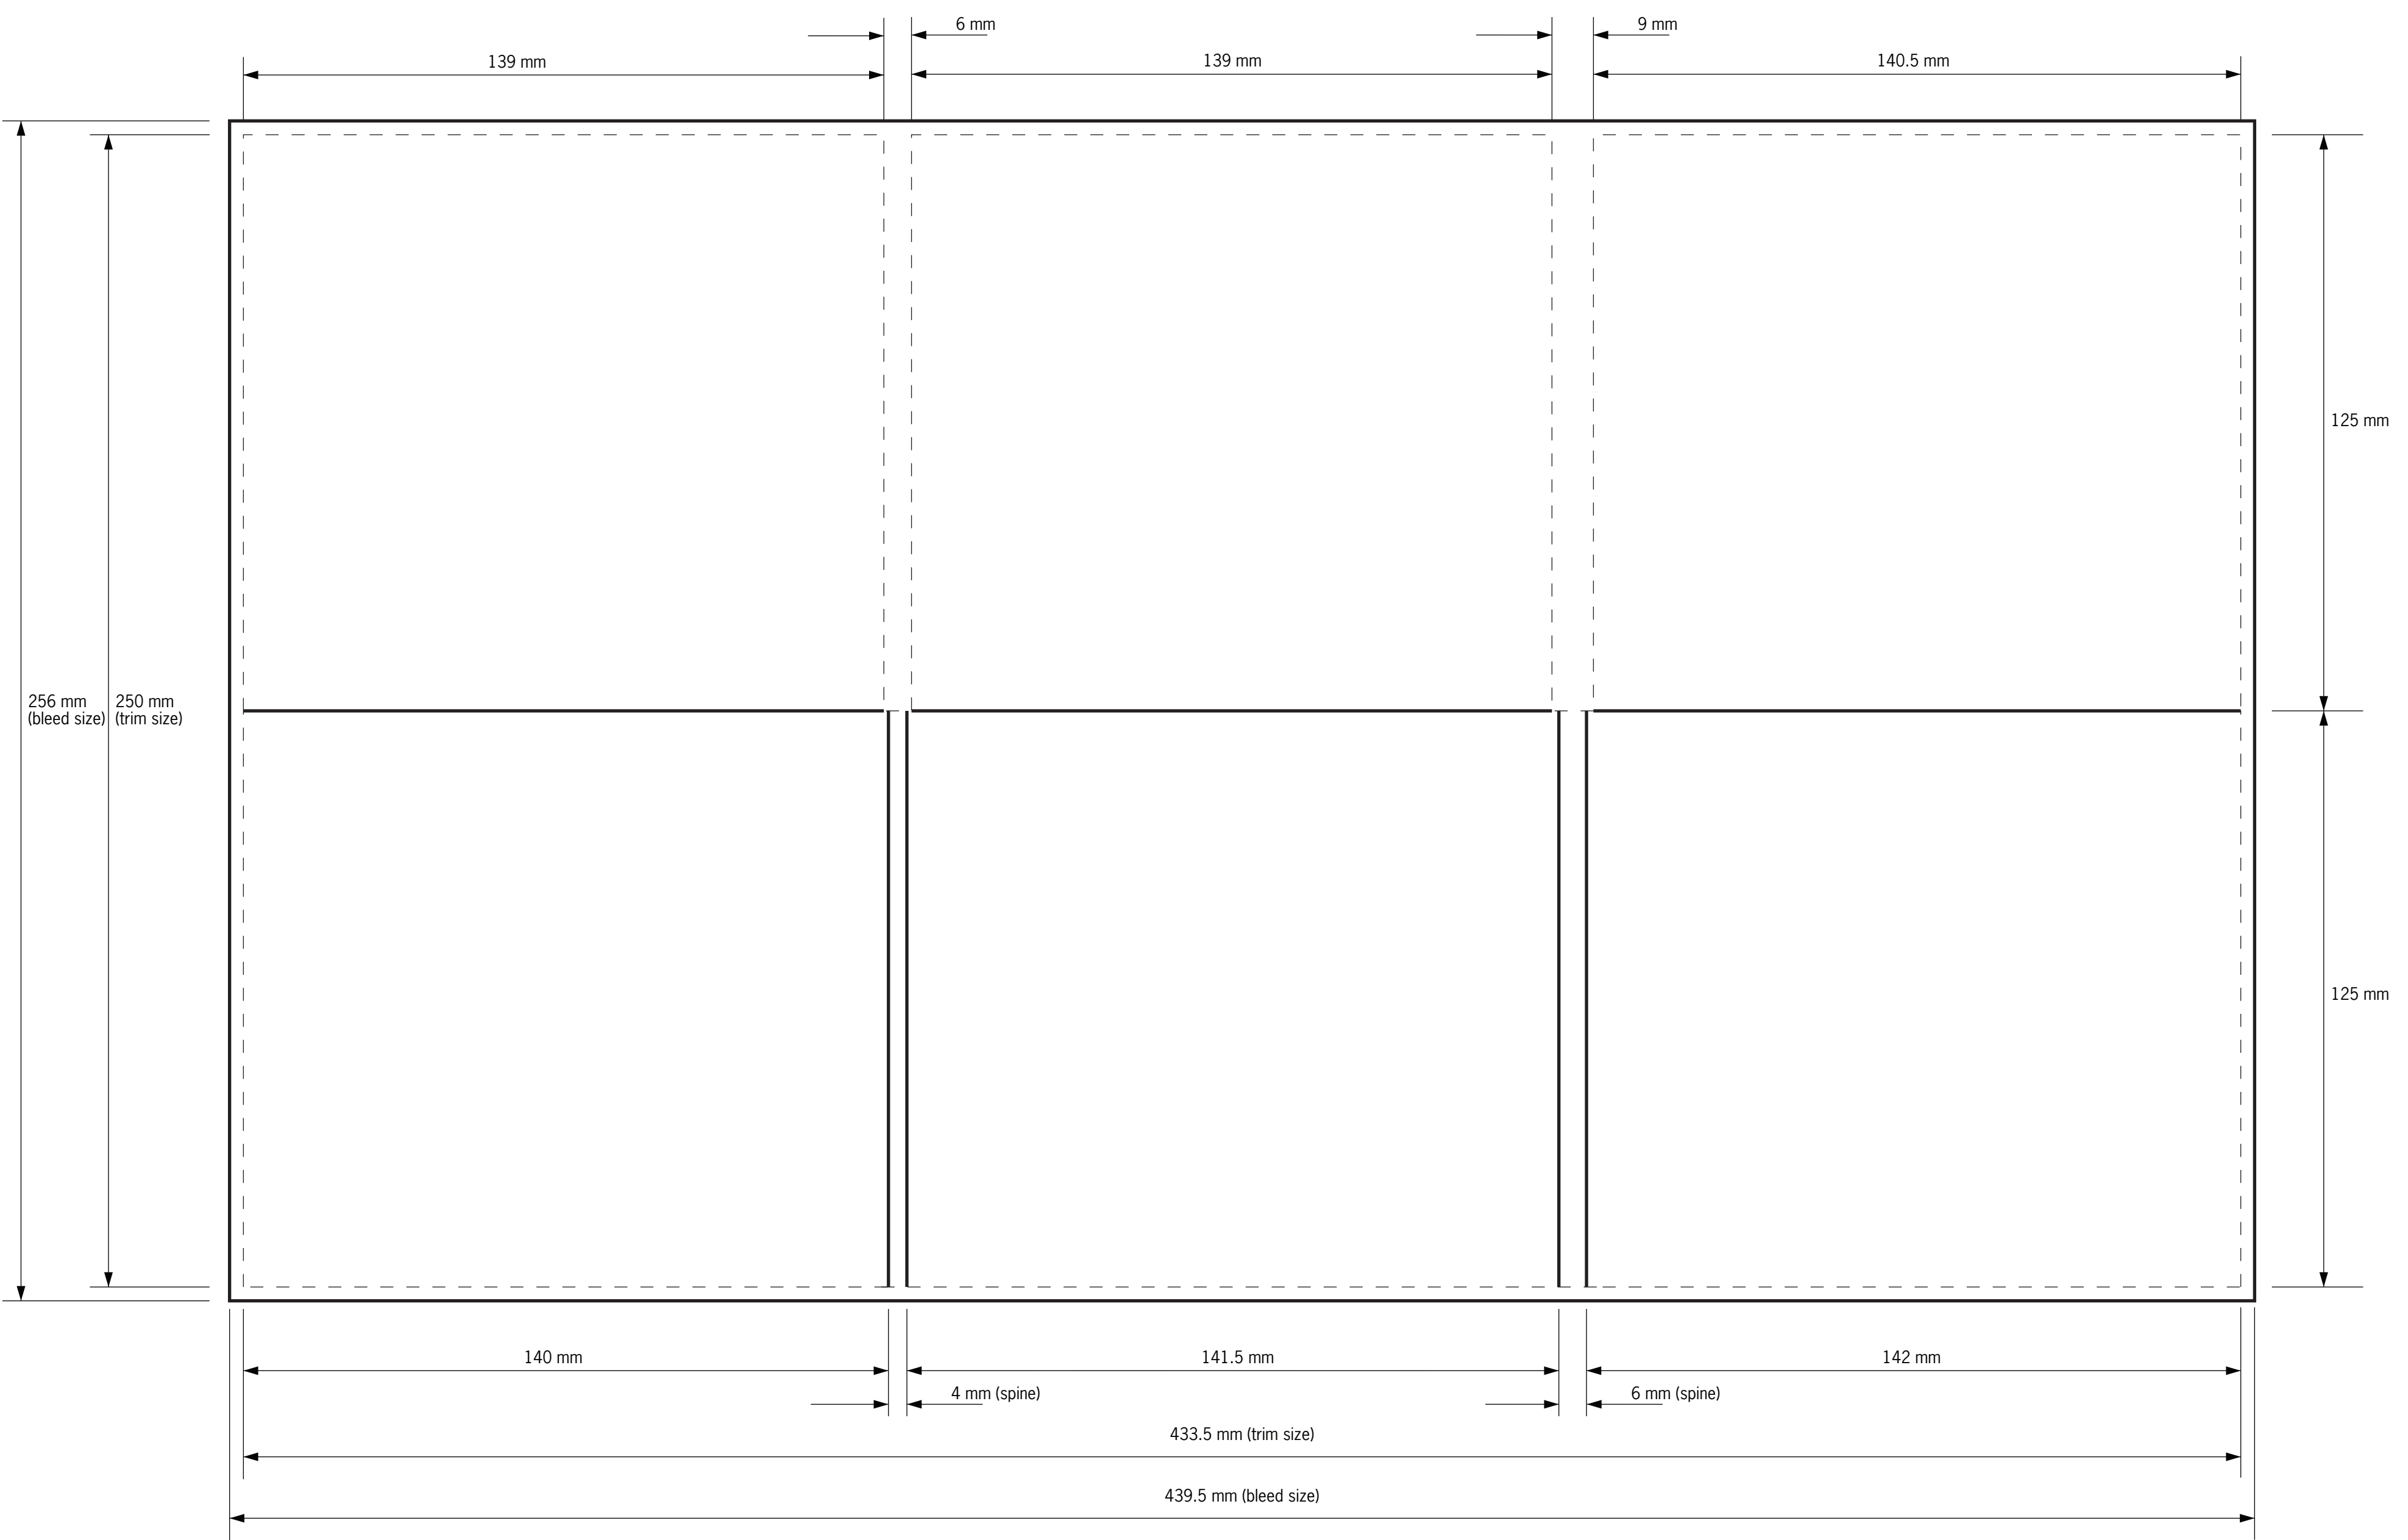 6 mm
9 mm
139 mm
139 mm
140.5 mm
125 mm
256 mm
(bleed size)
250 mm
(trim size)
125 mm
140 mm
141.5 mm
142 mm
4 mm (spine)
6 mm (spine)
433.5 mm (trim size)
439.5 mm (bleed size)